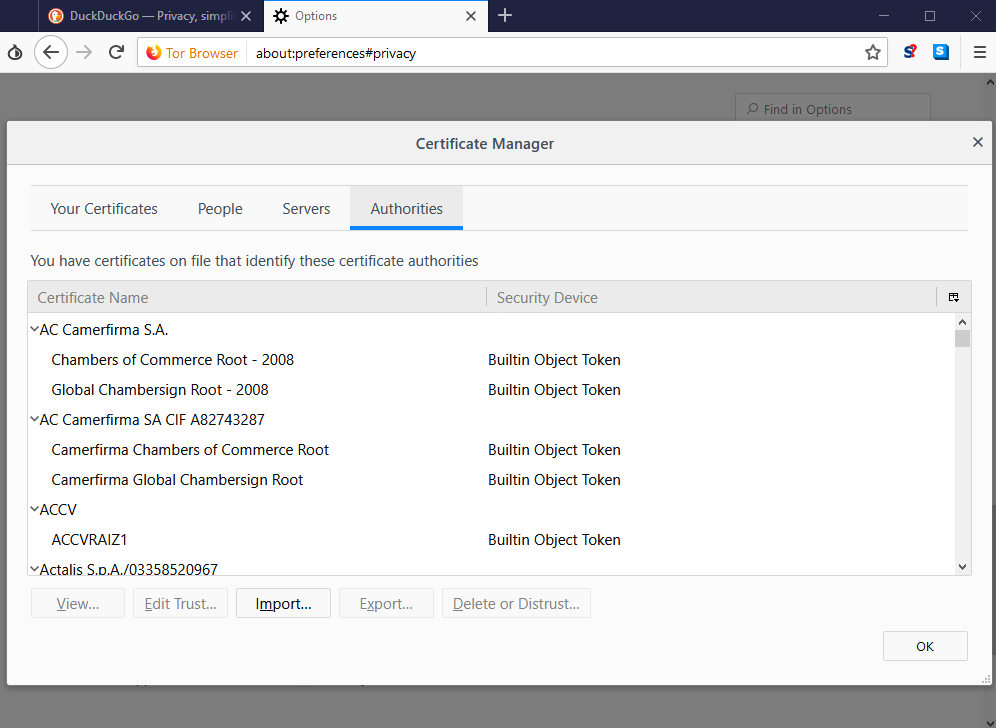 DuckDuckGo — Privacy, simpli
Options
Tor Browser about:preferences#privacy
Find in Options
Certificate Manager
Your Certificates People Servers Authorities
You have certificates on file that identify these certificate authorities
Certificate Name Security Device
AC Camerfirma S.A.
Chambers of Commerce Root - 2008 Builtin Object Token
Global Chambersign Root - 2008 Builtin Object Token
AC Camerfirma SA CIF A82743287
Camerfirma Chambers of Commerce Root Builtin Object Token
Camerfirma Global Chambersign Root Builtin Object Token
ACCV
ACCVRAIZ1 Builtin Object Token
Actalis S.p.A./03358520967
View... Edit Trust... Import... Export... Delete or Distrust...
OK